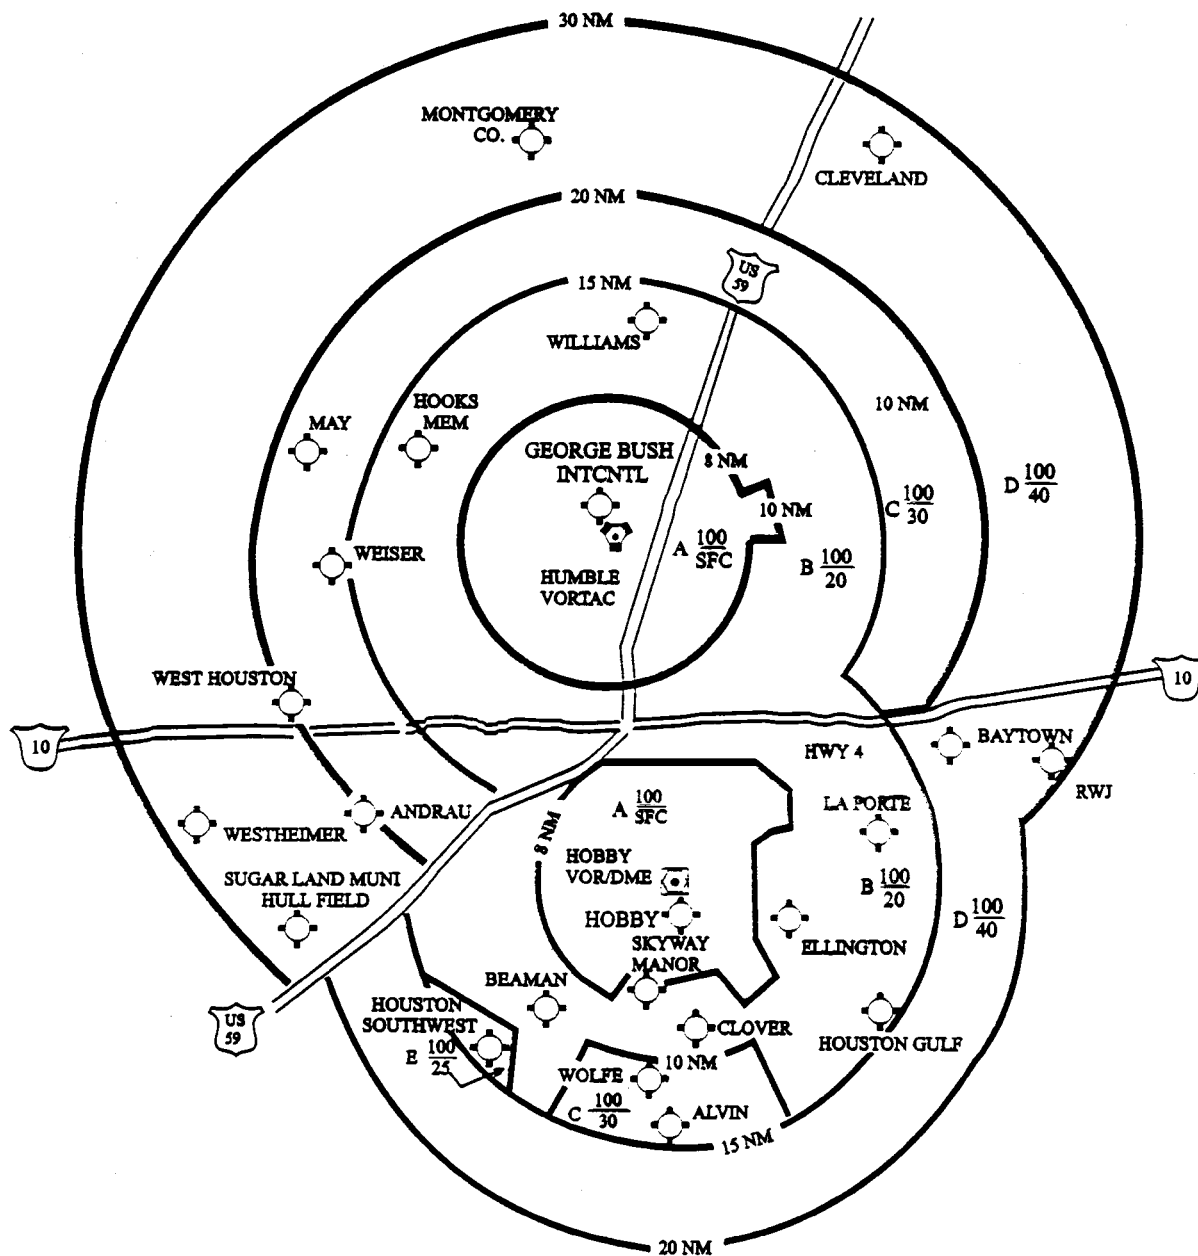 30 NM
MONTGOMERY
CO.
CLEVELAND
20 NM
US
59
15 NM
WILLIAMS
10 NM
MAY
HOOKS
MEM
GEORGE BUSH
INTCNTL
8 NM
D 100
40
C 100
30
10 NM
A 100
SFC
B 100
20
WEISER
HUMBLE
VORTAC
WEST HOUSTON
10
10
HWY 4
BAYTOWN
RWJ
LA PORTE
A 100
SFC
ANDRAU
WESTHEIMER
8 NM
HOBBY
VOR/DME
SUGAR LAND MUNI
HULL FIELD
B 100
20
D 100
40
HOBBY
SKYWAY
MANOR
ELLINGTON
BEAMAN
HOUSTON
SOUTHWEST
US
59
CLOVER
HOUSTON GULF
E 100
25
10 NM
WOLFE
C 100
30
ALVIN
15 NM
20 NM